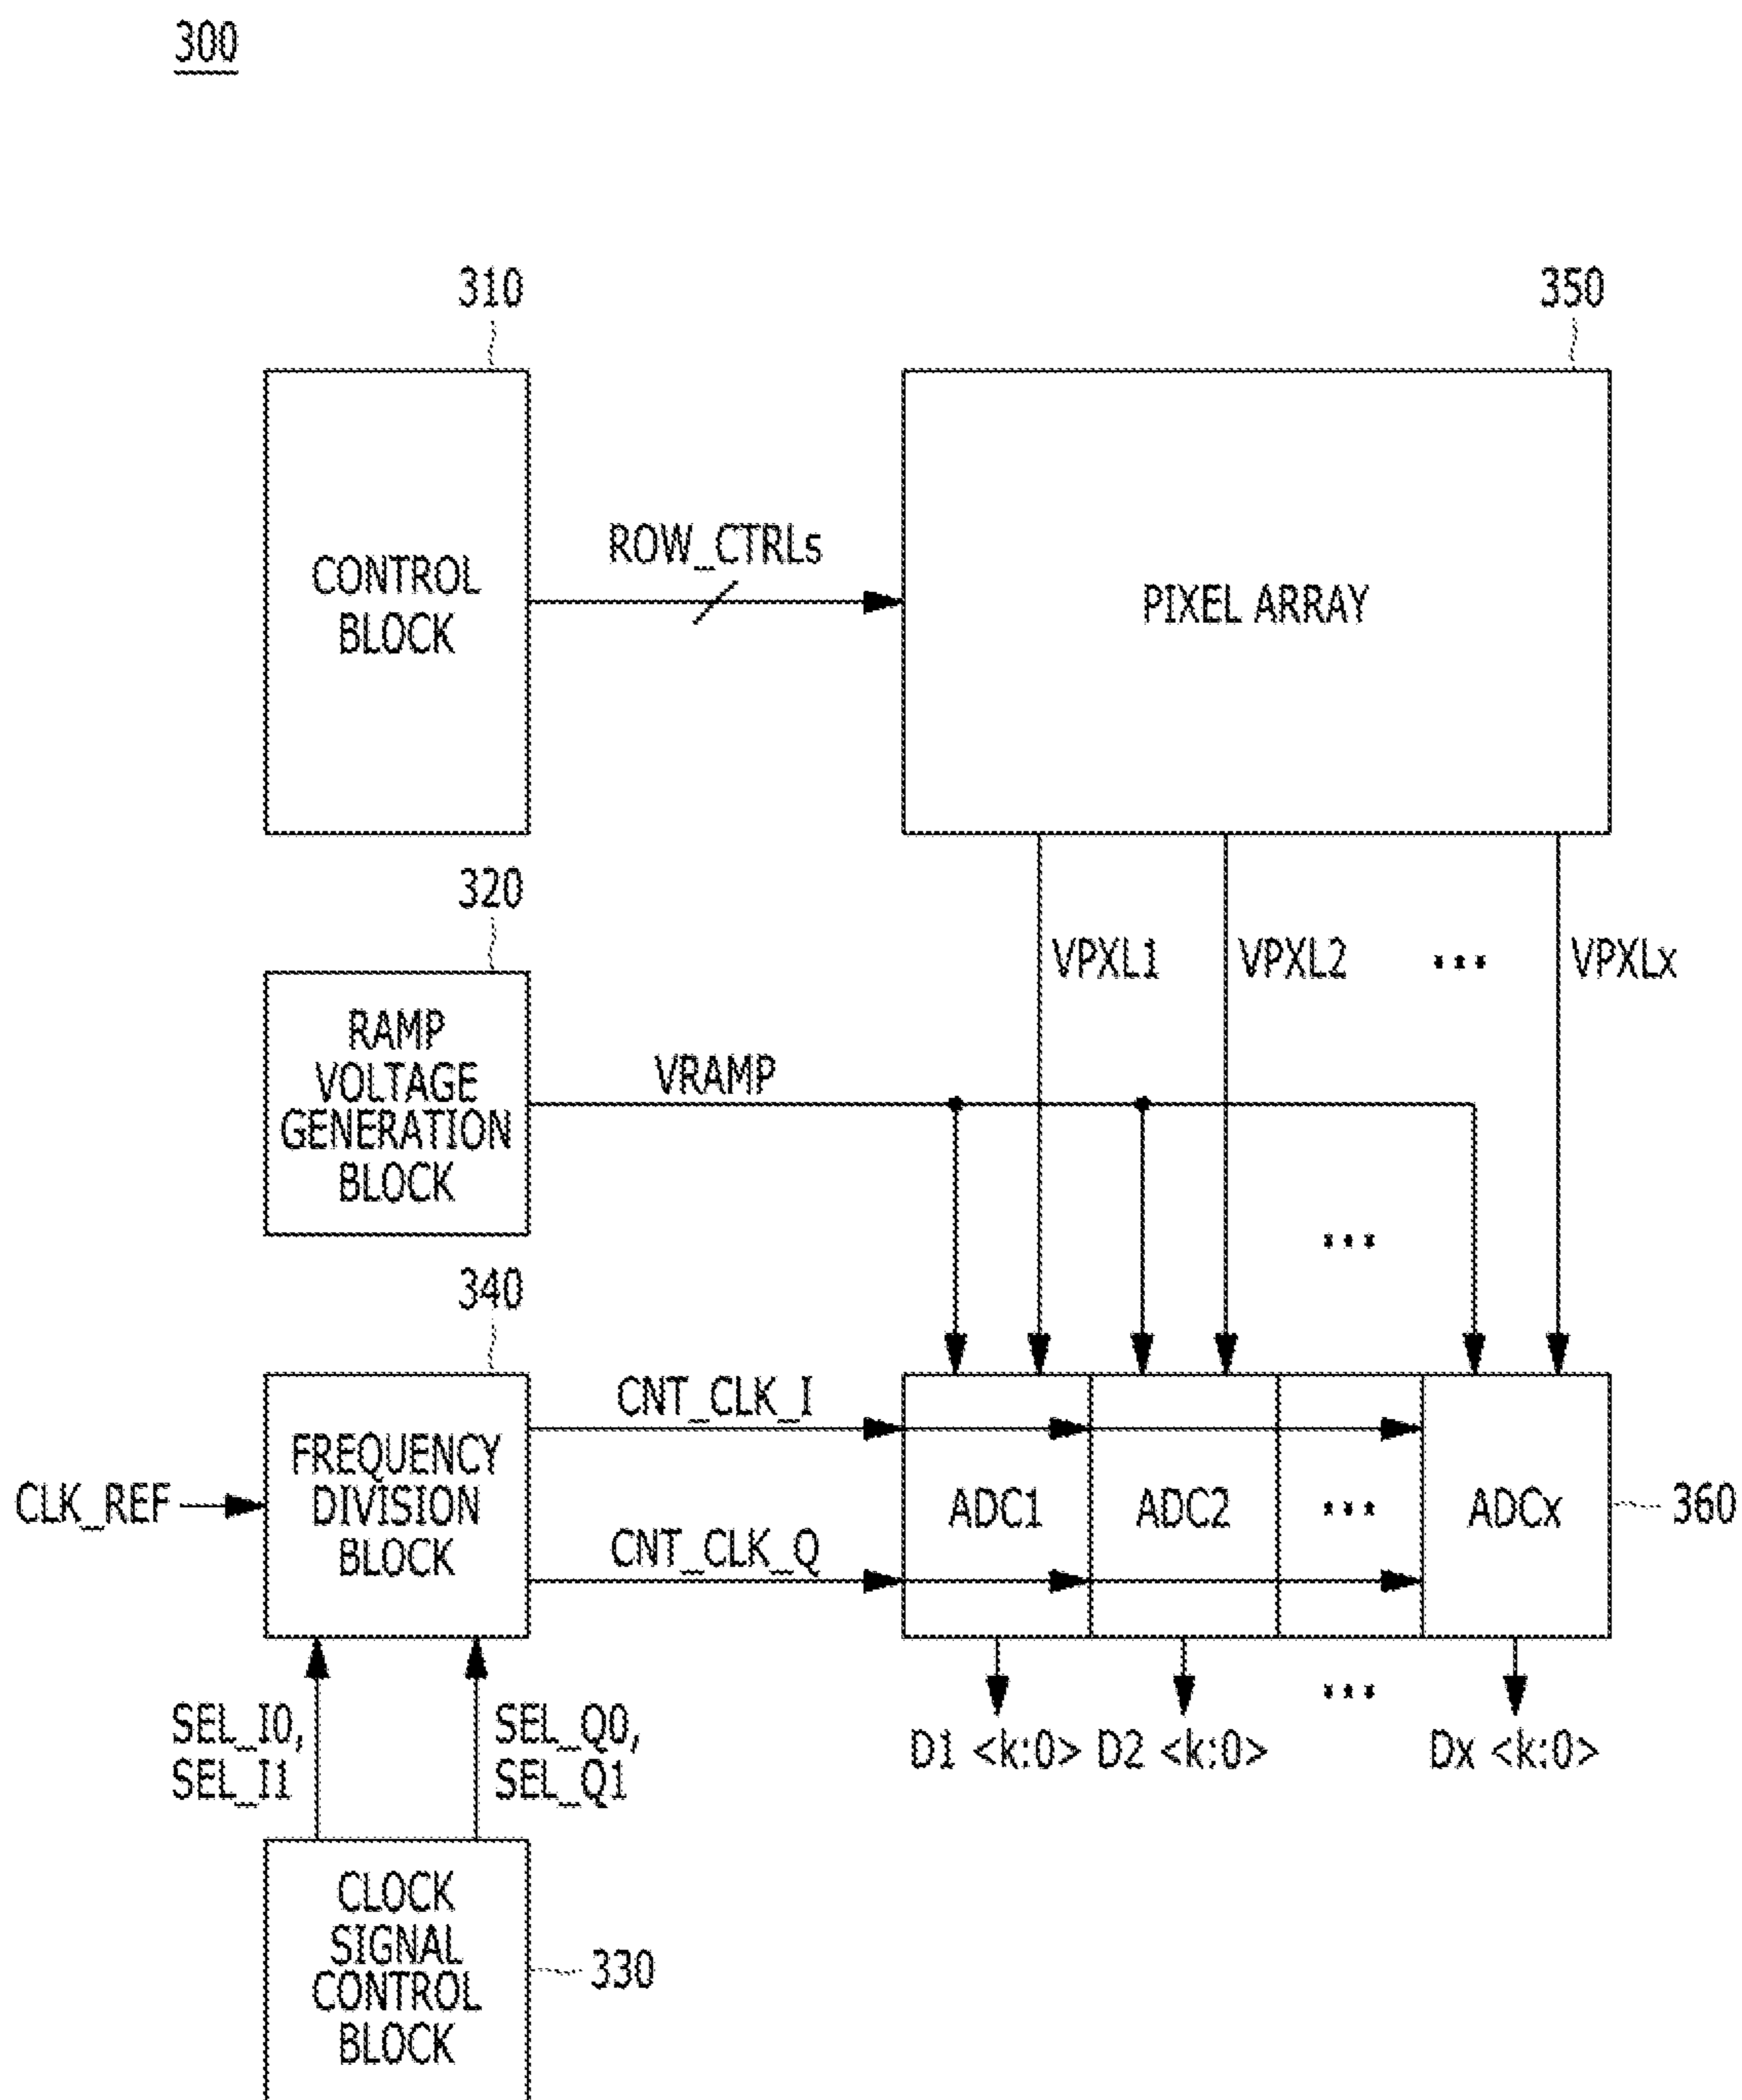 300
310
350
CONTROL
BLOCK
ROW_CTRLs
PIXEL ARRAY
320
VPXL1
VPXL2
...
VPXLx
RAMP
VOLTAGE
GENERATION
BLOCK
VRAMP
...
340
CNT_CLK_I
FREQUENCY
DIVISION
BLOCK
CLK_REF
CNT_CLK_Q
ADC1
ADC2
...
ADCx
360
SEL_I0,
SEL_I1
SEL_Q0,
SEL_Q1
D1 <k:0>
D2 <k:0>
...
Dx <k:0>
CLOCK
SIGNAL
CONTROL
BLOCK
330